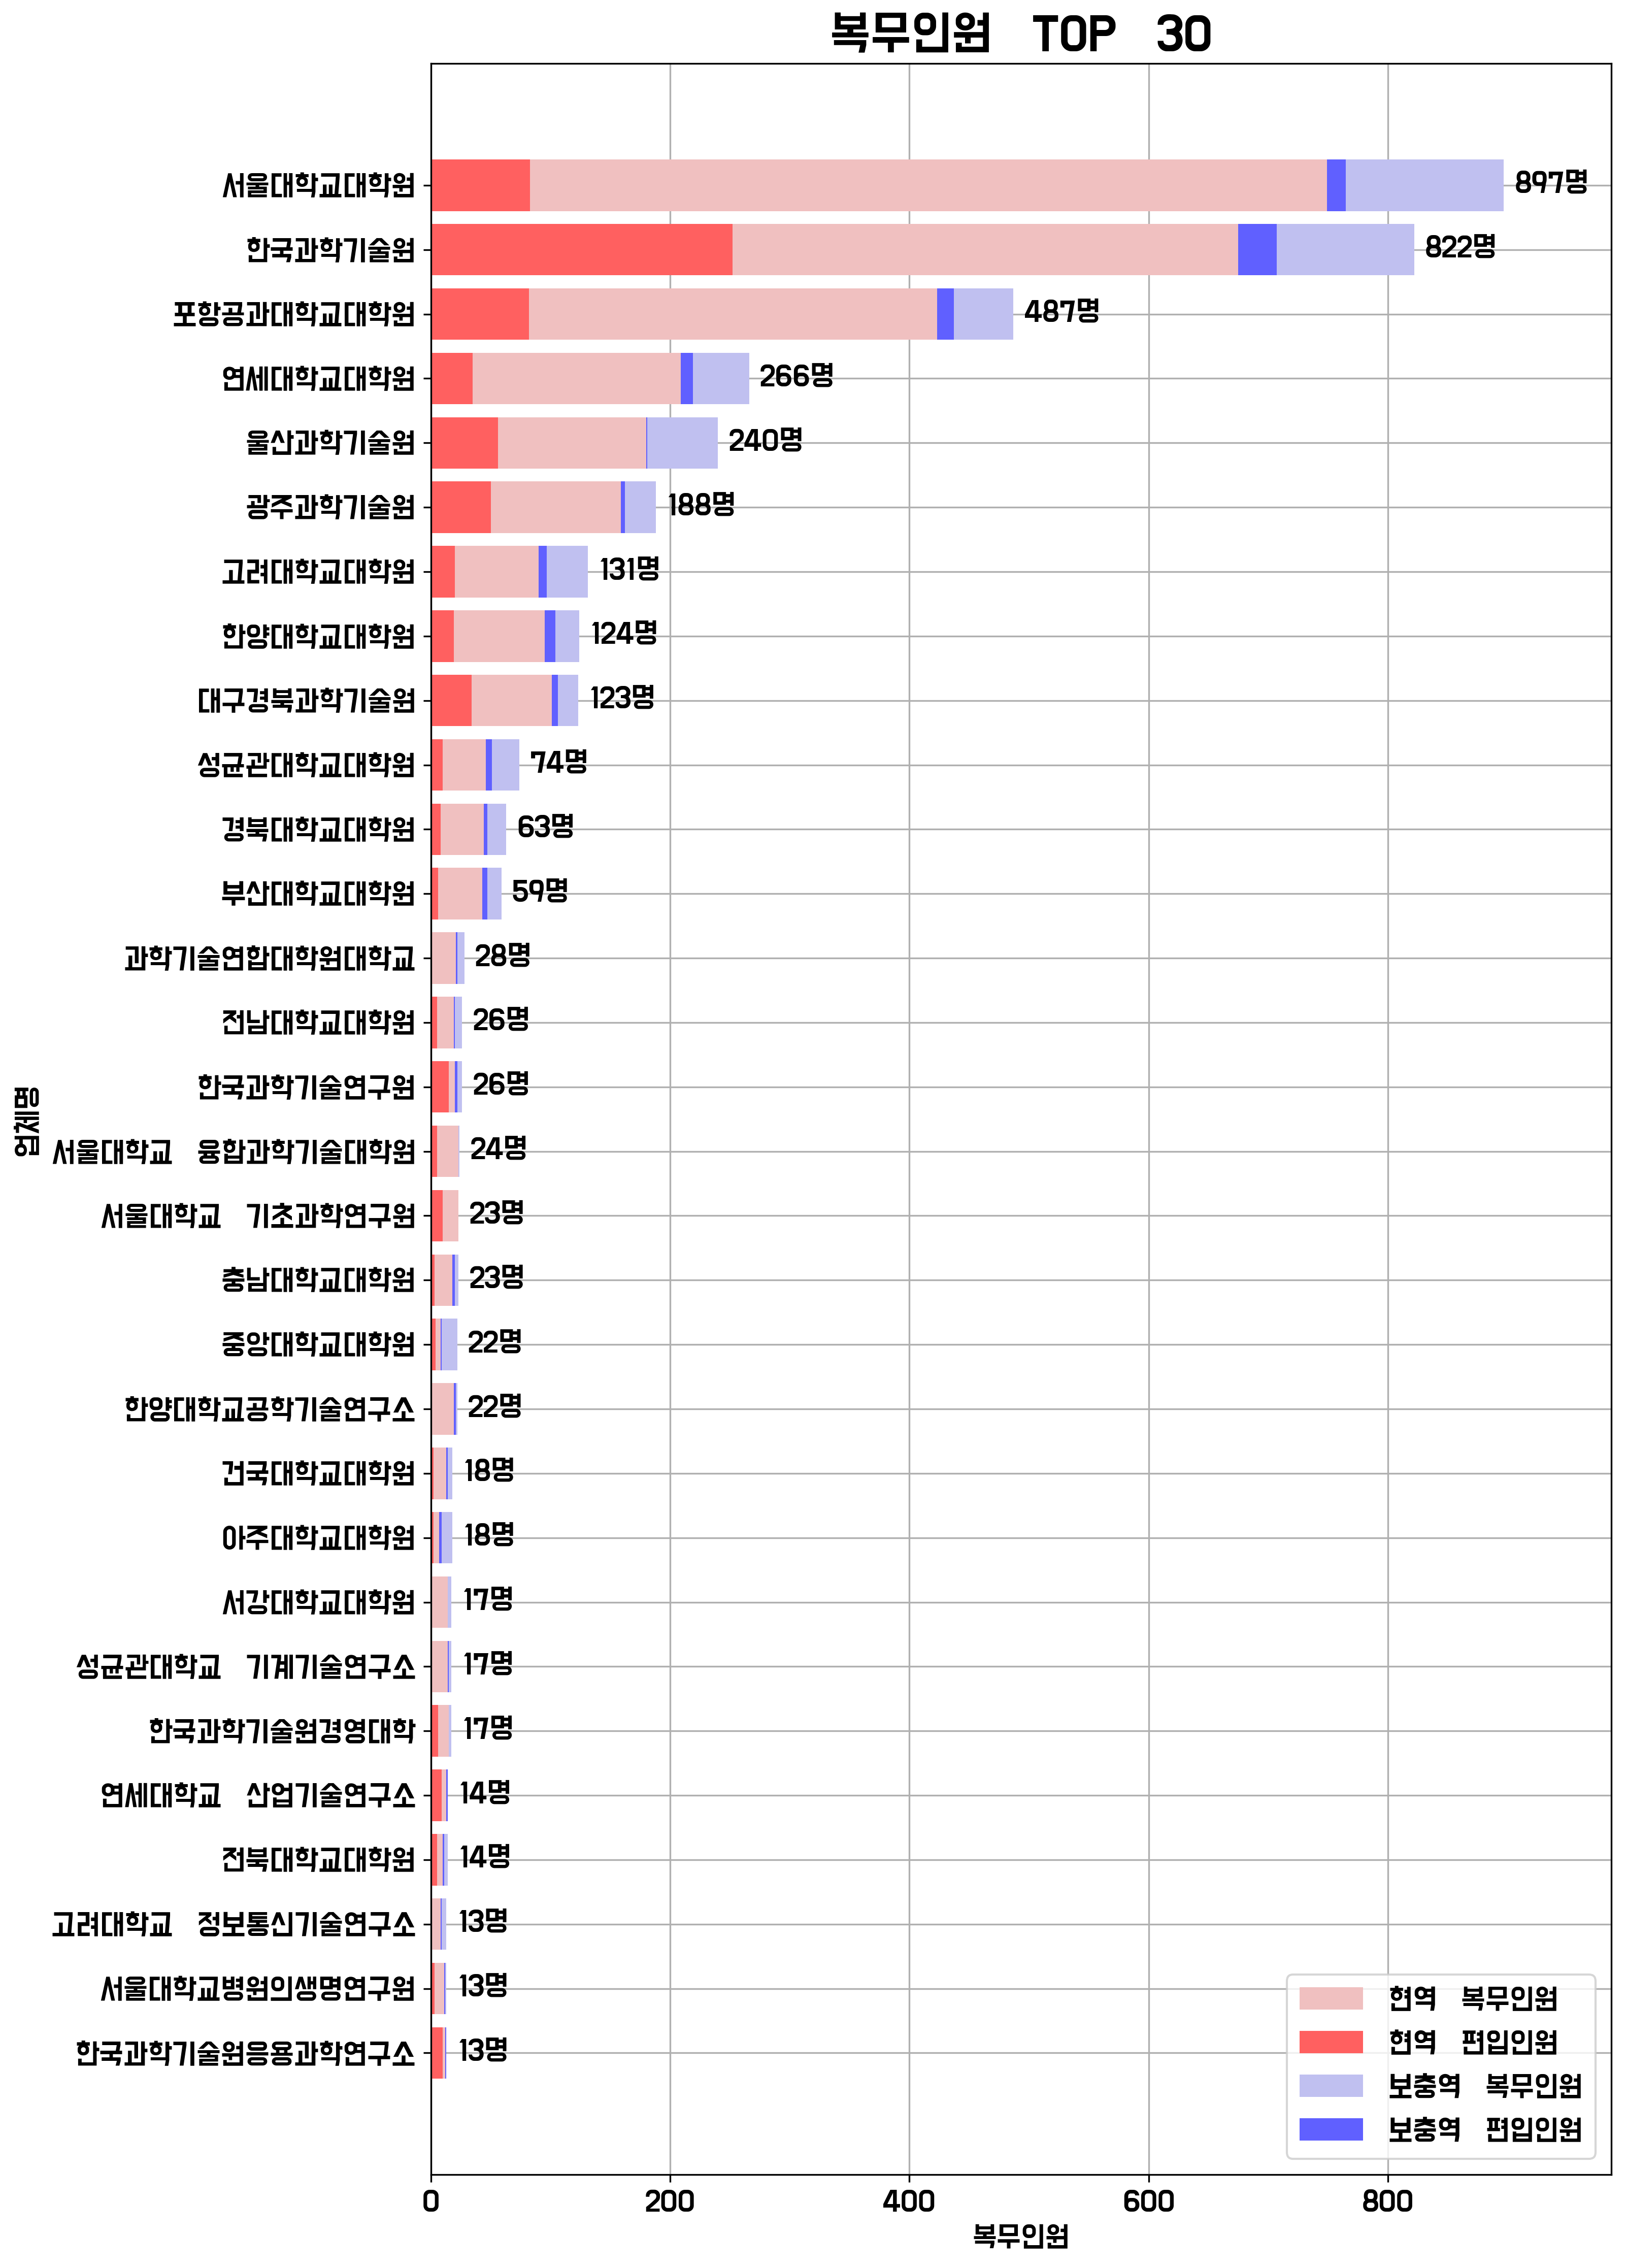 복무인원 TOP 30
서울대학교대학원 897명
한국과학기술원 822명
포항공과대학교대학원 487명
연세대학교대학원 266명
울산과학기술원 240명
광주과학기술원 188명
고려대학교대학원 131명
한양대학교대학원 124명
대구경북과학기술원 123명
성균관대학교대학원 74명
경북대학교대학원 63명
부산대학교대학원 59명
과학기술연합대학원대학교 28명
전남대학교대학원 26명
한국과학기술연구원 26명
업체명
서울대학교 융합과학기술대학원 24명
서울대학교 기초과학연구원 23명
충남대학교대학원 23명
중앙대학교대학원 22명
한양대학교공학기술연구소 22명
건국대학교대학원 18명
아주대학교대학원 18명
서강대학교대학원 17명
성균관대학교 기계기술연구소 17명
한국과학기술원경영대학 17명
연세대학교 산업기술연구소 14명
전북대학교대학원 14명
고려대학교 정보통신기술연구소 13명
서울대학교병원의생명연구원 13명
한국과학기술원응용과학연구소 13명
현역 복무인원
현역 편입인원
보충역 복무인원
보충역 편입인원
0 200 400 600 800
복무인원